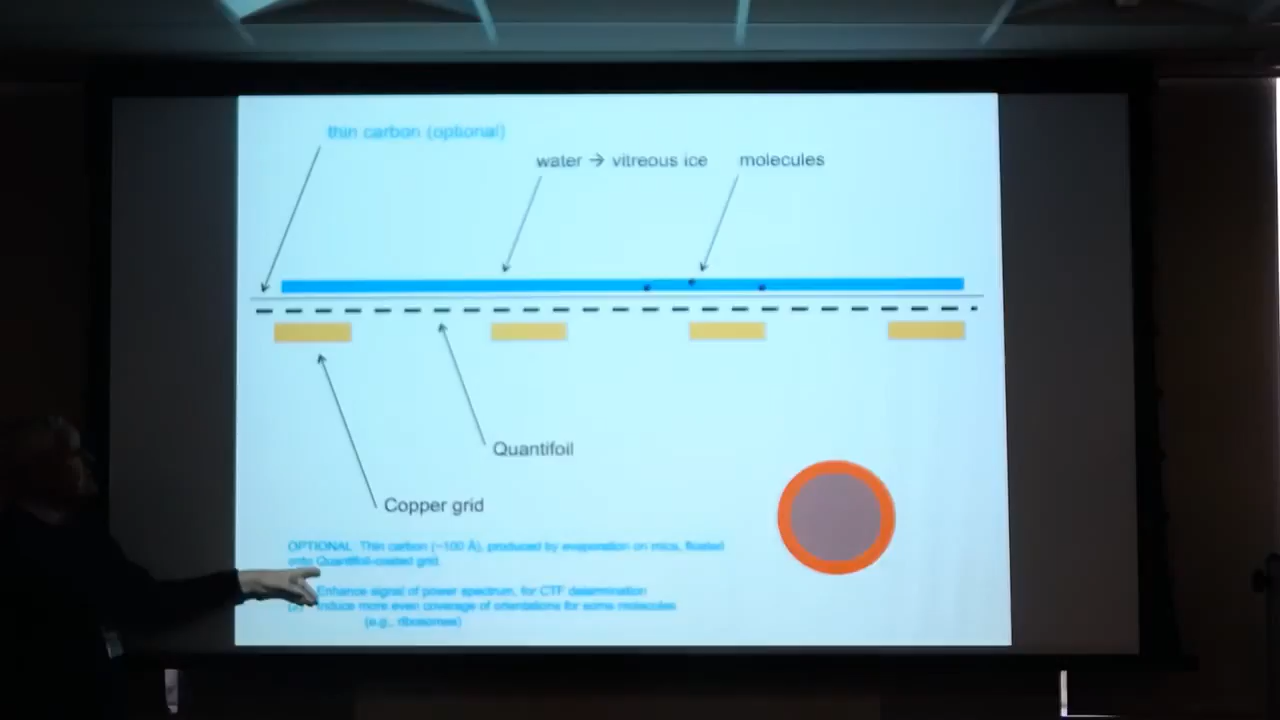 thin carbon (optional)
water → vitreous ice
molecules
Quantifoil
Copper grid
OPTIONAL Thin carbon (~100 Å), produced by evaporation on mica, floated
onto Quantifoil-coated grid.
Enhance signal of power spectrum, for CTF determination
Induce more even coverage of orientations for some molecules
(e.g., ribosomes)